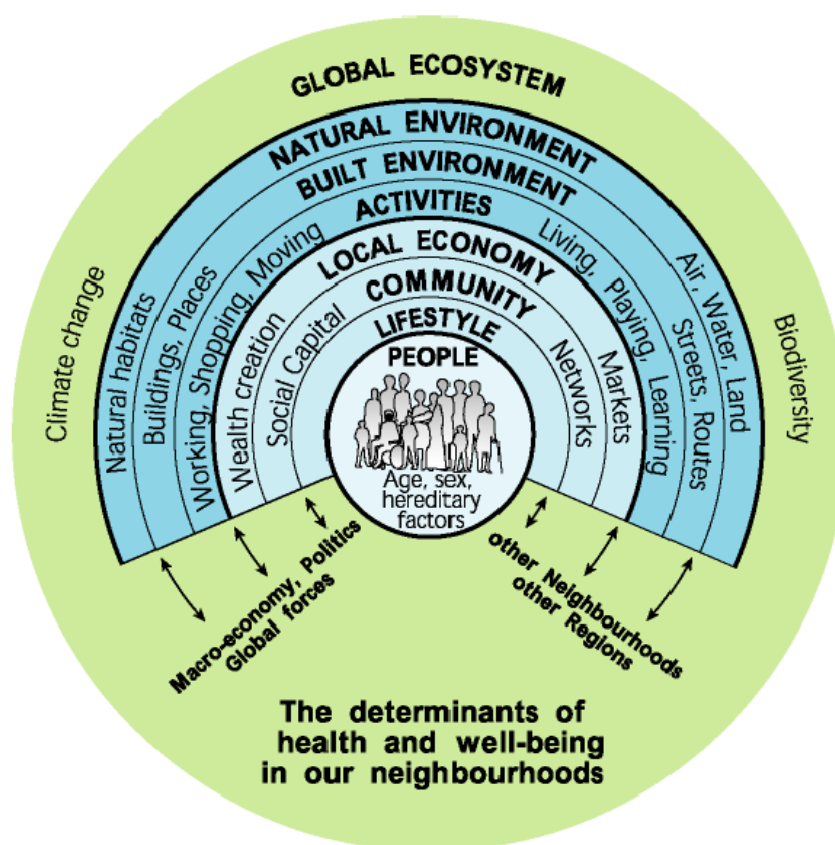 GLOBAL ECOSYSTEM
NATURAL ENVIRONMENT
BUILT ENVIRONMENT
ACTIVITIES
LOCAL ECONOMY
COMMUNITY
LIFESTYLE
PEOPLE
Age, sex,
hereditary
factors
Climate change
Natural habitats
Buildings, Places
Working, Shopping, Moving
Wealth creation
Social Capital
Networks
Markets
Living, Playing, Learning
Streets, Routes
Air, Water, Land
Biodiversity
Macro-economy, Politics
Global forces
other Neighbourhoods
other Regions
The determinants of
health and well-being
in our neighbourhoods